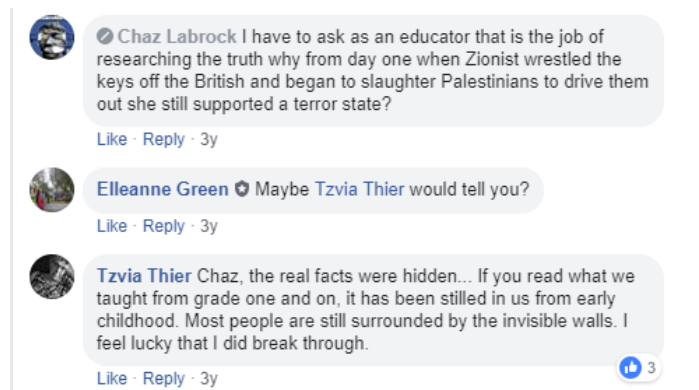 Chaz Labrock I have to ask as an educator that is the job of
researching the truth why from day one when Zionist wrestled the
keys off the British and began to slaughter Palestinians to drive them
out she still supported a terror state?
Like · Reply · 3y
Elleanne Green Maybe Tzvia Thier would tell you?
Like · Reply · 3y
Tzvia Thier Chaz, the real facts were hidden... If you read what we
taught from grade one and on, it has been stilled in us from early
childhood. Most people are still surrounded by the invisible walls. I
feel lucky that I did break through.
3
Like · Reply · 3y